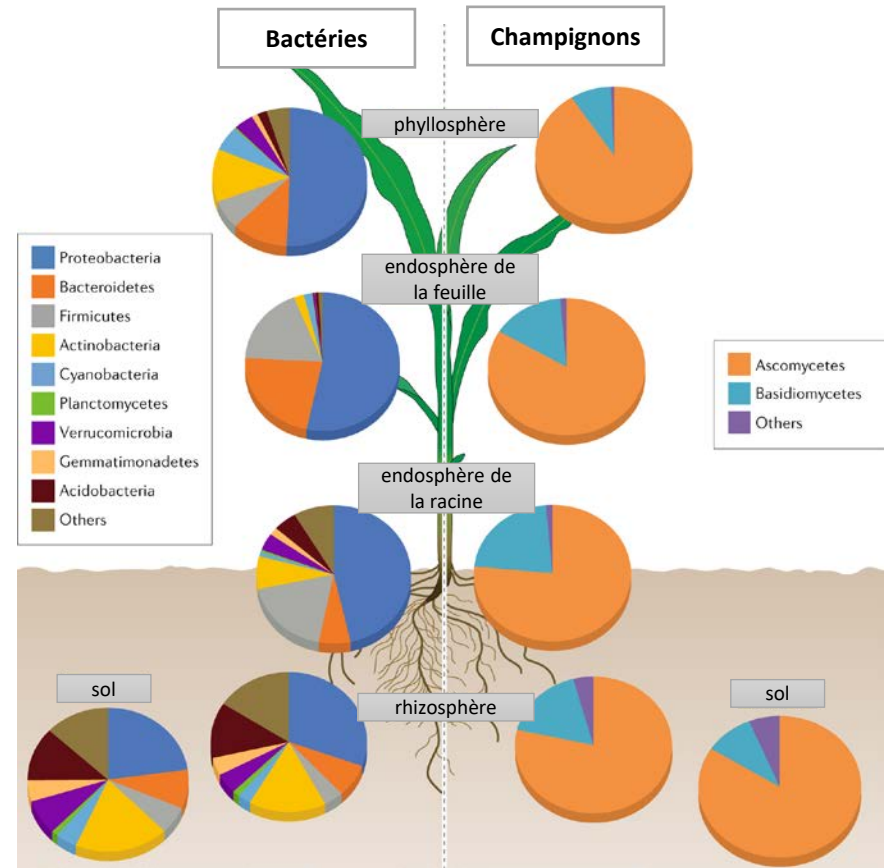 Bactéries
Champignons
phyllosphère
Proteobacteria
Bacteroidetes
Firmicutes
Actinobacteria
Cyanobacteria
Planctomycetes
Verrucomicrobia
Gemmatimonadetes
Acidobacteria
Others
endosphère de
la feuille
Ascomycetes
Basidiomycetes
Others
endosphère de
la racine
sol
rhizosphère
sol